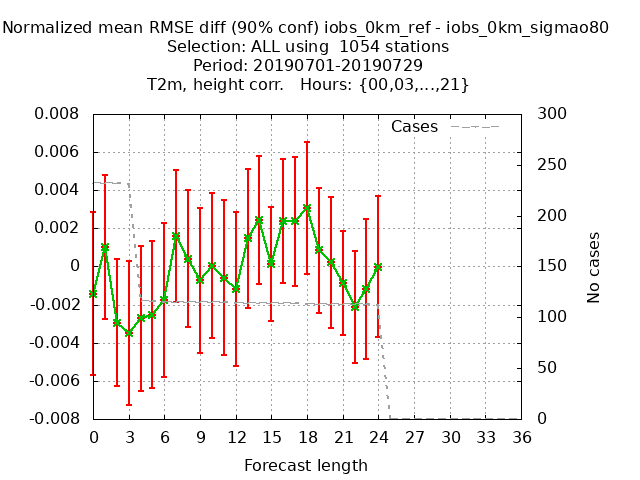 Normalized mean RMSE diff (90% conf) iobs_0km_ref - iobs_0km_sigmao80
Selection: ALL using  1054 stations
Period: 20190701-20190729
T2m, height corr.   Hours: {00,03,...,21}
Cases
0.008
0.006
0.004
0.002
0
-0.002
-0.004
-0.006
-0.008
300
250
200
150
100
50
0
No cases
0 3 6 9 12 15 18 21 24 27 30 33 36
Forecast length